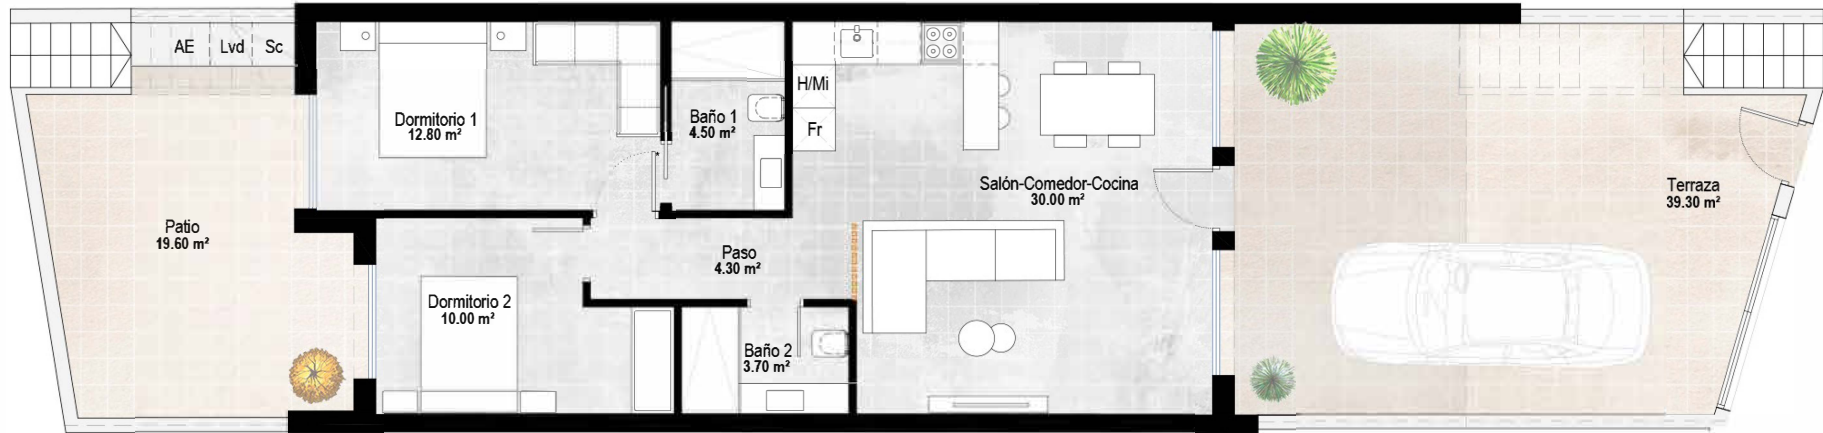 AE
Lvd
Sc
Dormitorio 1
12.80 m²
Baño 1
4.50 m²
H/Mi
Fr
Salón-Comedor-Cocina
30.00 m²
Terraza
39.30 m²
Patio
19.60 m²
Paso
4.30 m²
Dormitorio 2
10.00 m²
Baño 2
3.70 m²